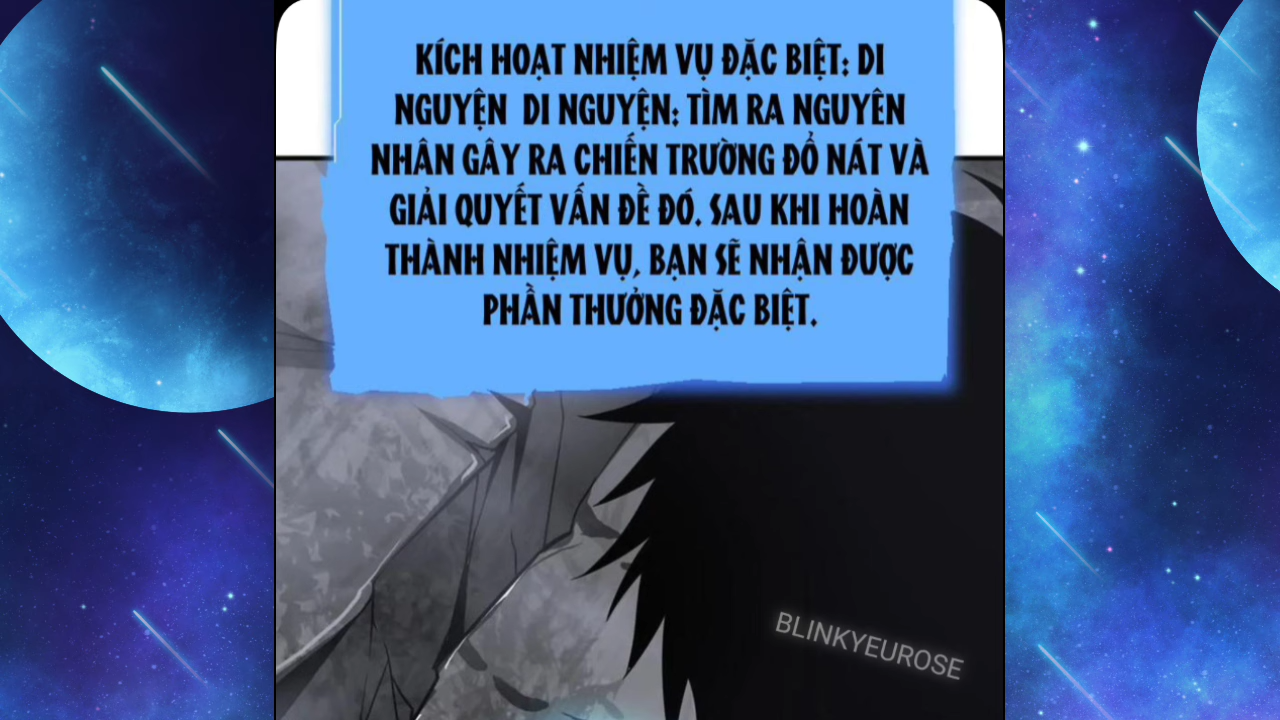 KÍCH HOẠT NHIỆM VỤ ĐẶC BIỆT: DI
NGUYỆN DI NGUYỆN: TÌM RA NGUYÊN
NHÂN GÂY RA CHIẾN TRƯỜNG ĐỔ NÁT VÀ
GIẢI QUYẾT VẤN ĐỀ ĐÓ. SAU KHI HOÀN
THÀNH NHIỆM VỤ, BẠN SẼ NHẬN ĐƯỢC
PHẦN THƯỞNG ĐẶC BIỆT.
BLINKYEUROSE